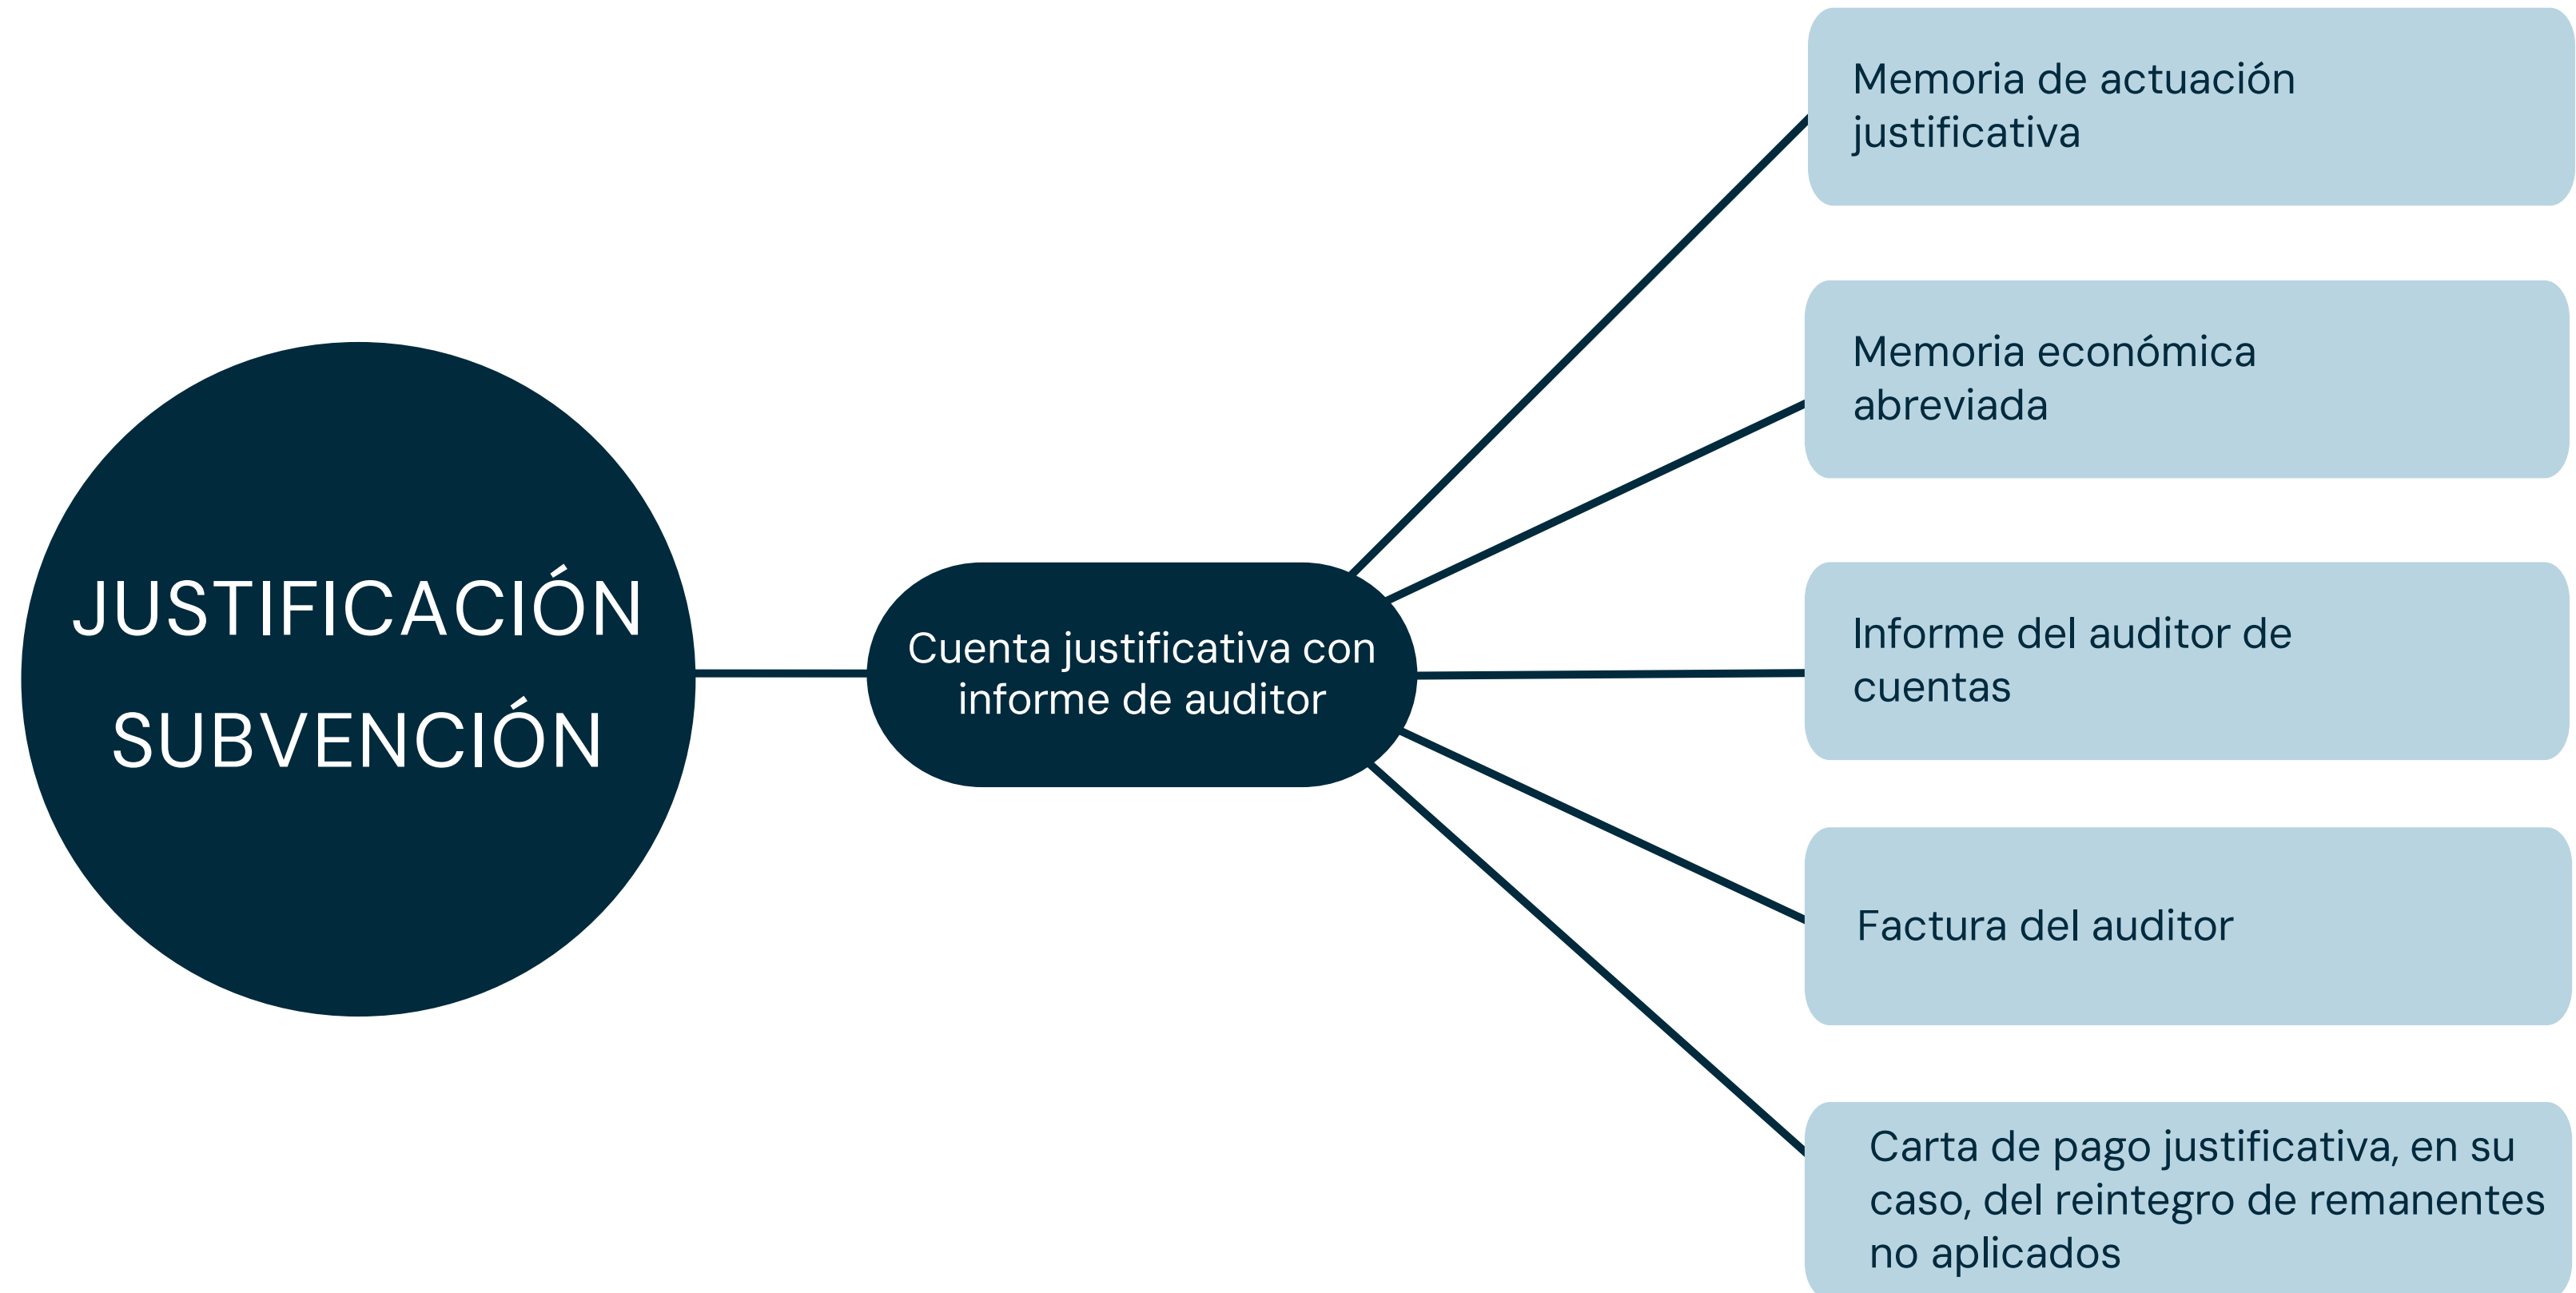 JUSTIFICACIÓN
SUBVENCIÓN
Cuenta justificativa con
informe de auditor
Memoria de actuación
justificativa
Memoria económica
abreviada
Informe del auditor de
cuentas
Factura del auditor
Carta de pago justificativa, en su
caso, del reintegro de remanentes
no aplicados